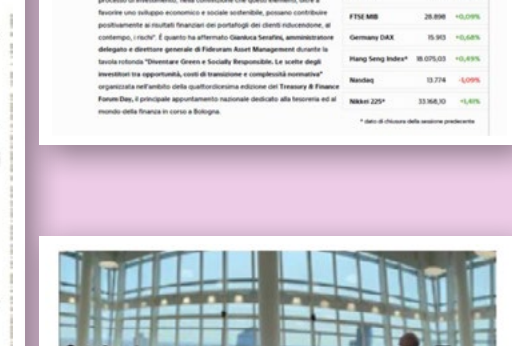 processo di investimento, nella convinzione che questi elementi, oltre a
favorire uno sviluppo economico e sociale sostenibile, possano contribuire
positivamente ai risultati finanziari dei portafogli dei clienti riducendone, al
contempo, i rischi". È quanto ha affermato Gianluca Serafini, amministratore
delegato e direttore generale di Fideuram Asset Management durante la
tavola rotonda "Diventare Green e Socially Responsible. Le scelte degli
investitori tra opportunità, costi di transizione e complessità normativa"
organizzata nell'ambito della quattordicesima edizione del Treasury & Finance
Forum Day, il principale appuntamento nazionale dedicato alla tesoreria ed al
mondo della finanza in corso a Bologna.
FTSE MIB 28.898 +0,09%
Germany DAX 15.913 +0,68%
Hang Seng Index* 18.075,03 +0,49%
Nasdaq 13.774 -1,09%
Nikkei 225* 33.168,10 +1,41%
* dato di chiusura della sessione precedente